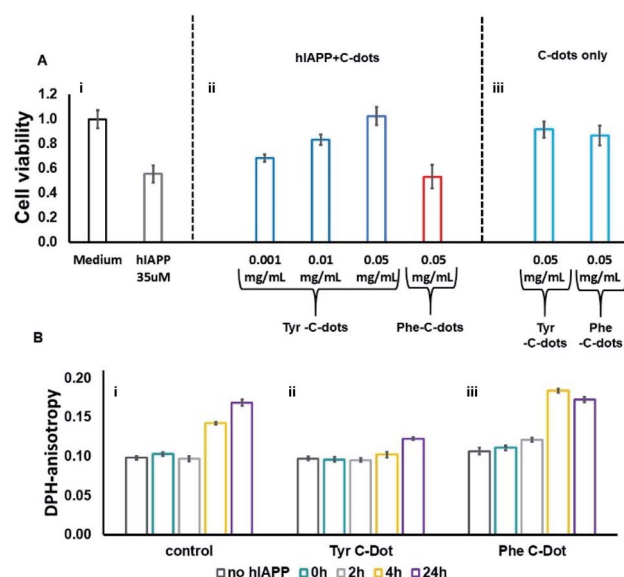 hIAPP+C-dots
C-dots only
A
i
ii
iii
Cell viability
1.2
1.0
0.8
0.6
0.4
0.2
0.0
Medium
hIAPP
35uM
0.001
mg/mL
0.01
mg/mL
0.05
mg/mL
0.05
mg/mL
0.05
mg/mL
0.05
mg/mL
Tyr -C-dots
Phe-C-dots
Tyr
-C-dots
Phe
-C-dots
B
i
ii
iii
DPH-anisotropy
0.20
0.15
0.10
0.05
0.00
control
Tyr C-Dot
Phe C-Dot
no hIAPP 0h 2h 4h 24h